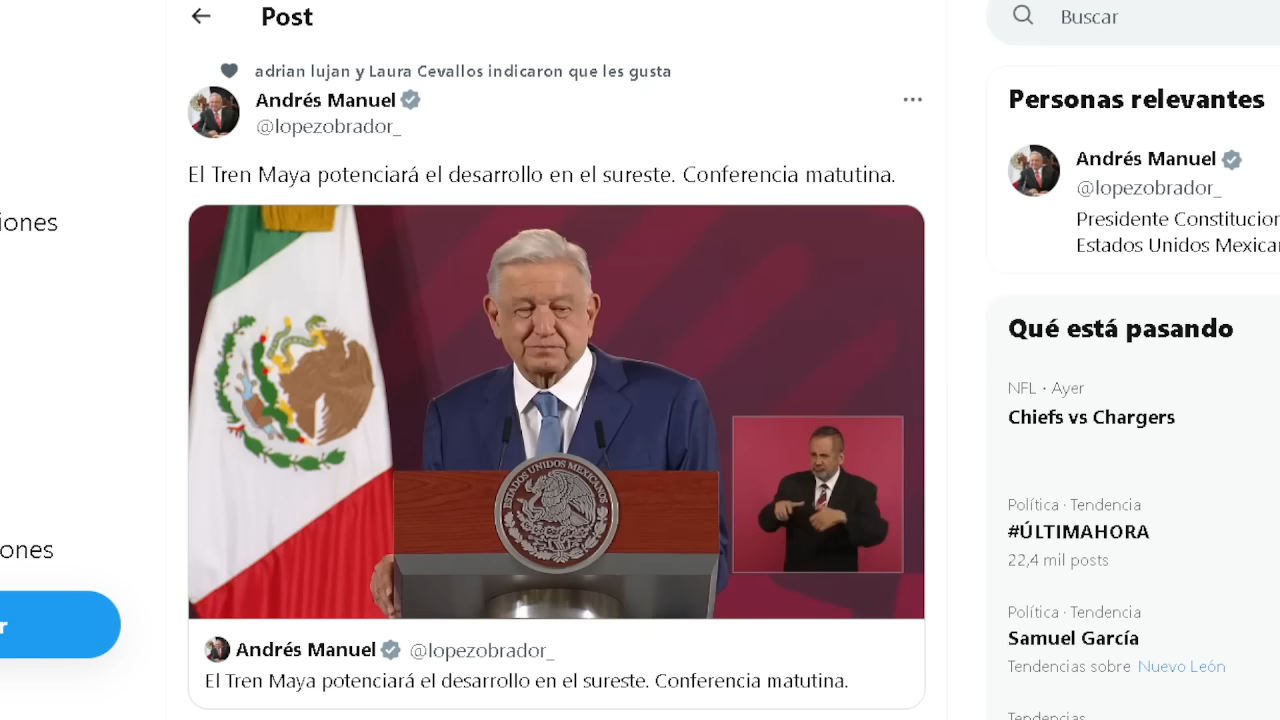 Post
Buscar
adrian lujan y Laura Cevallos indicaron que les gusta
Andrés Manuel
@lopezobrador_
El Tren Maya potenciará el desarrollo en el sureste. Conferencia matutina.
ESTADOS UNIDOS MEXICANOS
Andrés Manuel @lopezobrador_
El Tren Maya potenciará el desarrollo en el sureste. Conferencia matutina.
iones
ones
r
Personas relevantes
Andrés Manuel
@lopezobrador_
Presidente Constitucion
Estados Unidos Mexican
Qué está pasando
NFL · Ayer
Chiefs vs Chargers
Política · Tendencia
#ÚLTIMAHORA
22,4 mil posts
Política · Tendencia
Samuel García
Tendencias sobre Nuevo León
Tendencias